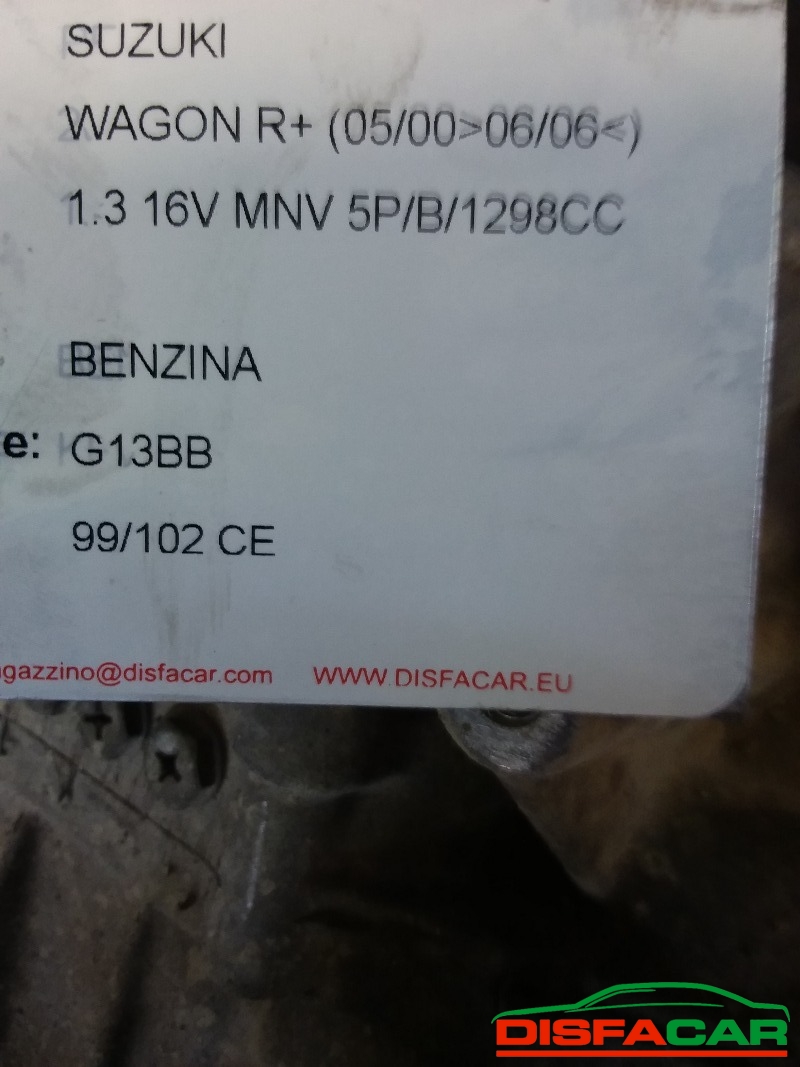 SUZUKI
WAGON R+ (05/00>06/06<)
1.3 16V MNV 5P/B/1298CC
BENZINA
e: G13BB
99/102 CE
gazzino@disfacar.com WWW.DISFACAR.EU
DISFACAR